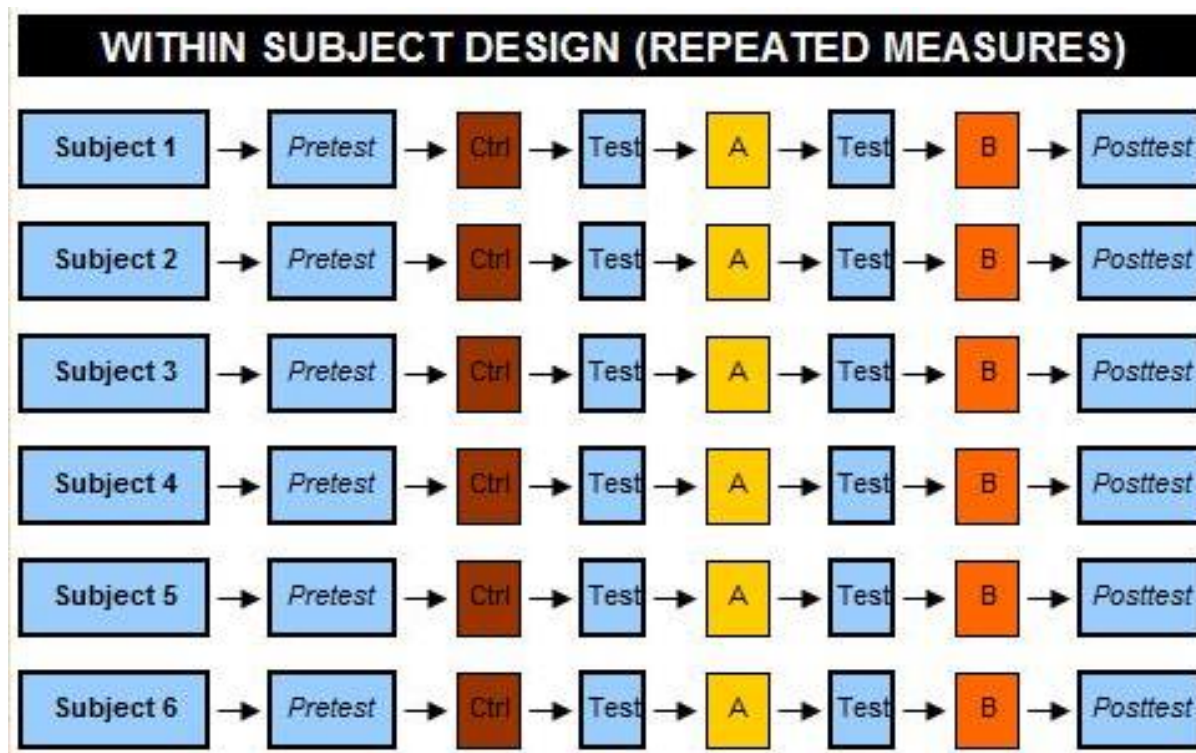 WITHIN SUBJECT DESIGN (REPEATED MEASURES)
Subject 1 Pretest Ctrl Test A Test B Posttest
Subject 2 Pretest Ctrl Test A Test B Posttest
Subject 3 Pretest Ctrl Test A Test B Posttest
Subject 4 Pretest Ctrl Test A Test B Posttest
Subject 5 Pretest Ctrl Test A Test B Posttest
Subject 6 Pretest Ctrl Test A Test B Posttest